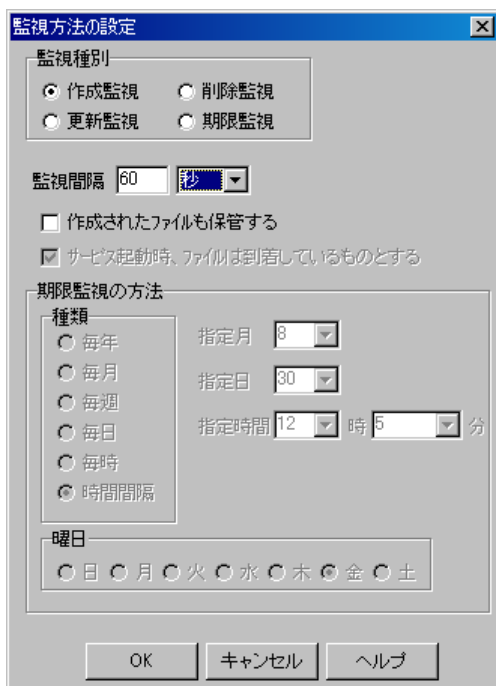 監視方法の設定
監視種別
作成監視 削除監視
更新監視 期限監視
監視間隔 60 秒
作成されたファイルも保管する
サービス起動時、ファイルは到着しているものとする
期限監視の方法
種類
毎年
毎月
毎週
毎日
毎時
時間間隔
指定月 8
指定日 30
指定時間 12 時 5 分
曜日
日 月 火 水 木 金 土
OK キャンセル ヘルプ